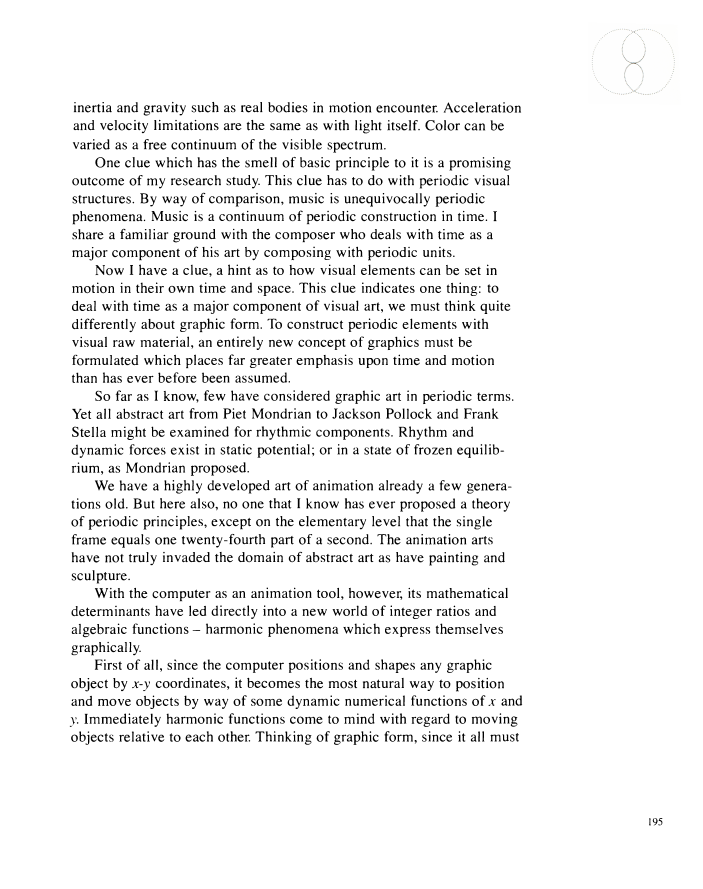 inertia and gravity such as real bodies in motion encounter. Acceleration
and velocity limitations are the same as with light itself. Color can be
varied as a free continuum of the visible spectrum.
One clue which has the smell of basic principle to it is a promising
outcome of my research study. This clue has to do with periodic visual
structures. By way of comparison, music is unequivocally periodic
phenomena. Music is a continuum of periodic construction in time. I
share a familiar ground with the composer who deals with time as a
major component of his art by composing with periodic units.
Now I have a clue, a hint as to how visual elements can be set in
motion in their own time and space. This clue indicates one thing: to
deal with time as a major component of visual art, we must think quite
differently about graphic form. To construct periodic elements with
visual raw material, an entirely new concept of graphics must be
formulated which places far greater emphasis upon time and motion
than has ever before been assumed.
So far as I know, few have considered graphic art in periodic terms.
Yet all abstract art from Piet Mondrian to Jackson Pollock and Frank
Stella might be examined for rhythmic components. Rhythm and
dynamic forces exist in static potential; or in a state of frozen equilib-
rium, as Mondrian proposed.
We have a highly developed art of animation already a few genera-
tions old. But here also, no one that I know has ever proposed a theory
of periodic principles, except on the elementary level that the single
frame equals one twenty-fourth part of a second. The animation arts
have not truly invaded the domain of abstract art as have painting and
sculpture.
With the computer as an animation tool, however, its mathematical
determinants have led directly into a new world of integer ratios and
algebraic functions – harmonic phenomena which express themselves
graphically.
First of all, since the computer positions and shapes any graphic
object by x-y coordinates, it becomes the most natural way to position
and move objects by way of some dynamic numerical functions of x and
y. Immediately harmonic functions come to mind with regard to moving
objects relative to each other. Thinking of graphic form, since it all must
195